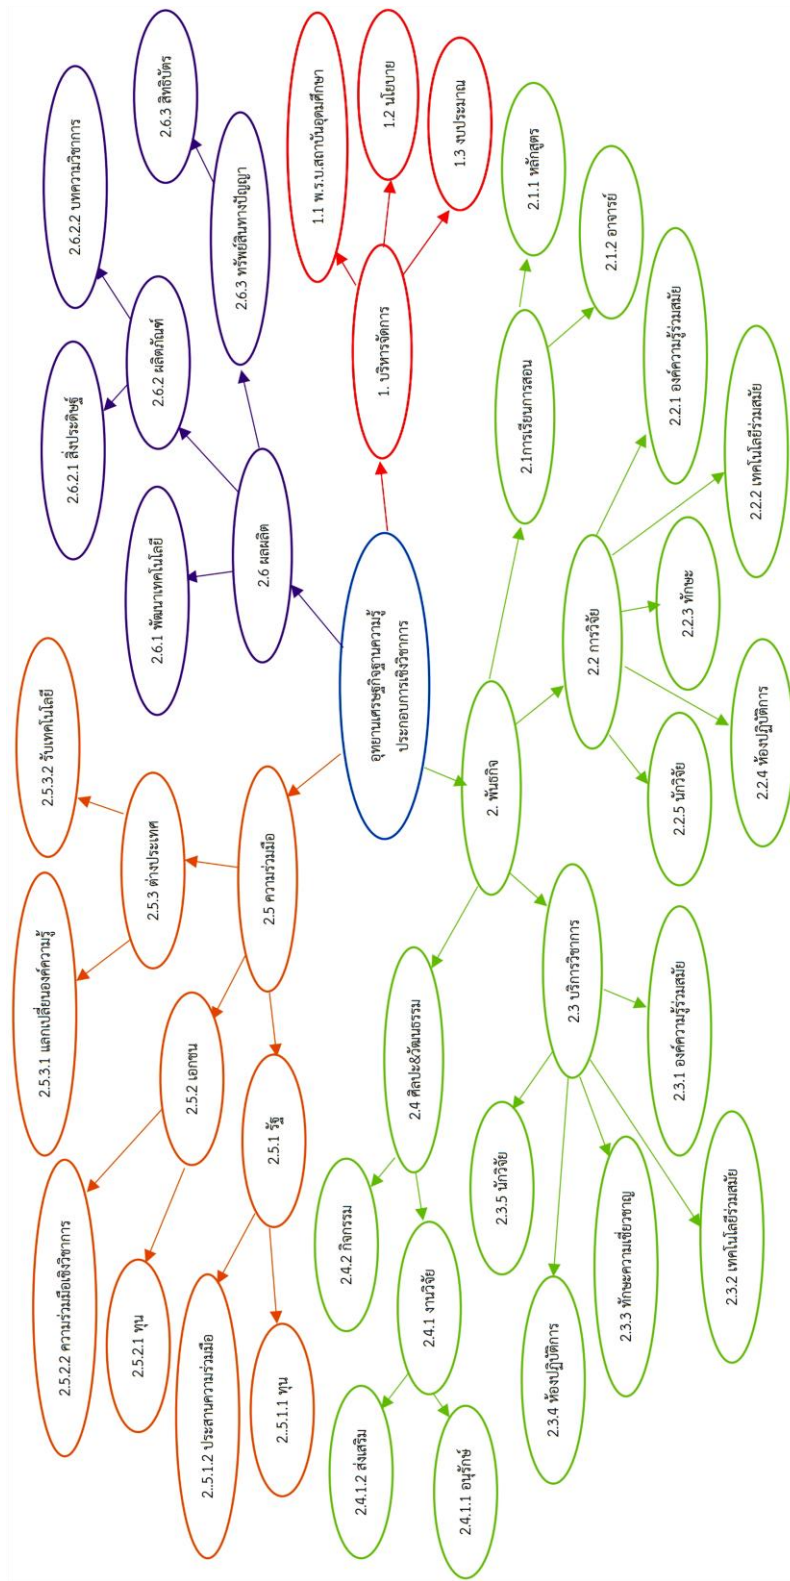 อุทยานเศรษฐกิจฐานความรู้
ประกอบการเชิงวิชาการ
1. บริหารจัดการ
1.1 พ.ร.บ.สถาบันอุดมศึกษา
1.2 นโยบาย
1.3 งบประมาณ
2. พันธกิจ
2.1การเรียนการสอน
2.1.1 หลักสูตร
2.1.2 อาจารย์
2.2 การวิจัย
2.2.1 องค์ความรู้ร่วมสมัย
2.2.2 เทคโนโลยีร่วมสมัย
2.2.3 ทักษะ
2.2.4 ห้องปฏิบัติการ
2.2.5 นักวิจัย
2.3 บริการวิชาการ
2.3.1 องค์ความรู้ร่วมสมัย
2.3.2 เทคโนโลยีร่วมสมัย
2.3.3 ทักษะความเชี่ยวชาญ
2.3.4 ห้องปฏิบัติการ
2.3.5 นักวิจัย
2.4 ศิลปะ&วัฒนธรรม
2.4.1 งานวิจัย
2.4.1.1 อนุรักษ์
2.4.1.2 ส่งเสริม
2.4.2 กิจกรรม
2.5 ความร่วมมือ
2.5.1 รัฐ
2..5.1.1 ทุน
2..5.1.2 ประสานความร่วมมือ
2.5.2 เอกชน
2.5.2.1 ทุน
2.5.2.2 ความร่วมมือเชิงวิชาการ
2.5.3 ต่างประเทศ
2.5.3.1 แลกเปลี่ยนองค์ความรู้
2.5.3.2 รับเทคโนโลยี
2.6 ผลผลิต
2.6.1 พัฒนาเทคโนโลยี
2.6.2 ผลิตภัณฑ์
2.6.2.1 สิ่งประดิษฐ์
2.6.2.2 บทความวิชาการ
2.6.3 ทรัพย์สินทางปัญญา
2.6.3 สิทธิบัตร